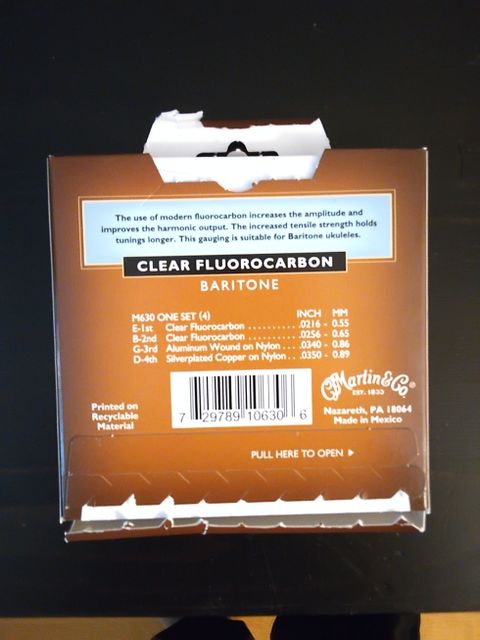 The use of modern fluorocarbon increases the amplitude and
improves the harmonic output. The increased tensile strength holds
tunings longer. This gauging is suitable for Baritone ukuleles.
CLEAR FLUOROCARBON
BARITONE
M630 ONE SET (4) INCH MM
E-1st Clear Fluorocarbon .......... .0216 - 0.55
B-2nd Clear Fluorocarbon .......... .0256 - 0.65
G-3rd Aluminum Wound on Nylon ... .0340 - 0.86
D-4th Silverplated Copper on Nylon ... .0350 - 0.89
7 29789 10630 6
CF Martin & Co®
EST. 1833
Nazareth, PA 18064
Made in Mexico
Printed on
Recyclable
Material
PULL HERE TO OPEN ▶